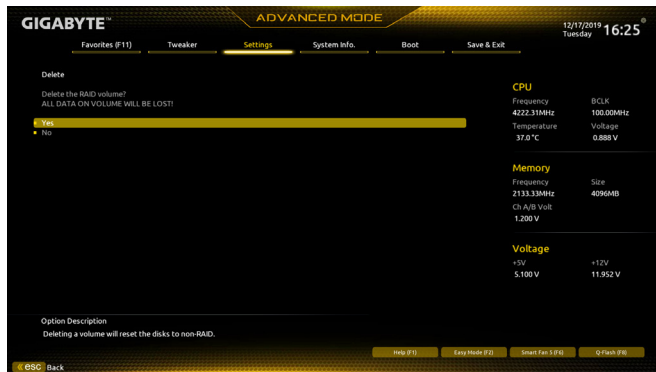 GIGABYTE™
ADVANCED MODE
12/17/2019
Tuesday
16:25
Favorites (F11) Tweaker Settings System Info. Boot Save & Exit
Delete
Delete the RAID volume?
ALL DATA ON VOLUME WILL BE LOST!
Yes
No
CPU
Frequency BCLK
4222.31MHz 100.00MHz
Temperature Voltage
37.0 °C 0.888 V
Memory
Frequency Size
2133.33MHz 4096MB
Ch A/B Volt
1.200 V
Voltage
+5V +12V
5.100 V 11.952 V
Option Description
Deleting a volume will reset the disks to non-RAID.
Help (F1) Easy Mode (F2) Smart Fan 5 (F6) Q-Flash (F8)
esc Back